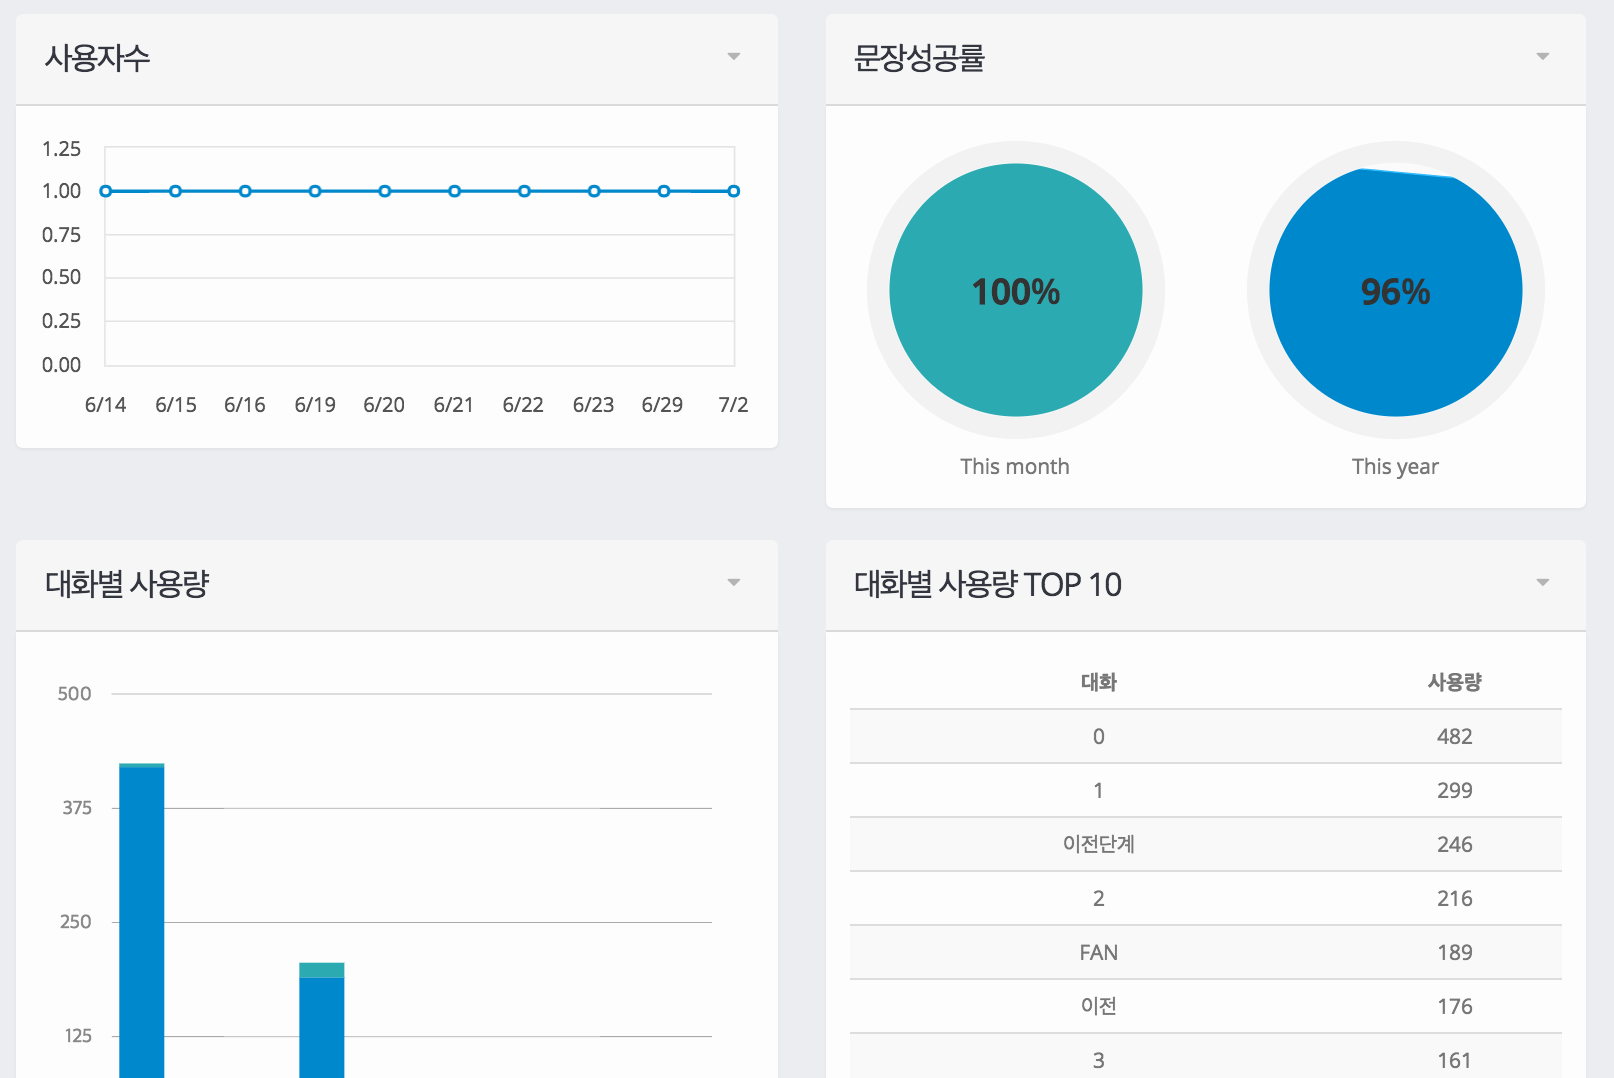 사용자수
1.25
1.00
0.75
0.50
0.25
0.00
6/14 6/15 6/16 6/19 6/20 6/21 6/22 6/23 6/29 7/2
문장성공률
100%
96%
This month
This year
대화별 사용량
500
375
250
125
대화별 사용량 TOP 10
대화 사용량
0 482
1 299
이전단계 246
2 216
FAN 189
이전 176
3 161